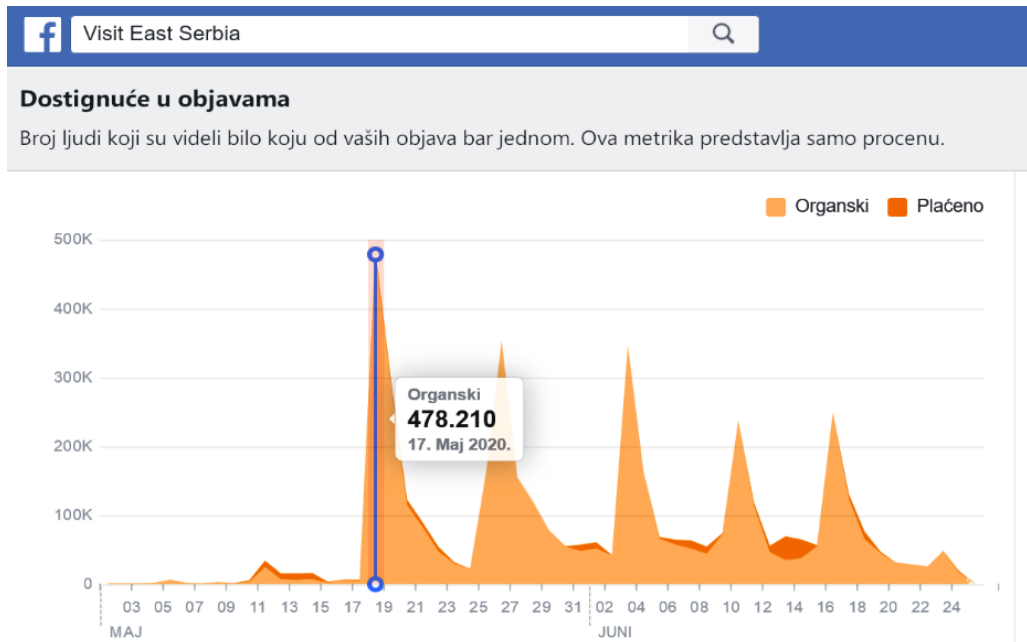 Visit East Serbia
Dostignuće u objavama
Broj ljudi koji su videli bilo koju od vaših objava bar jednom. Ova metrika predstavlja samo procenu.
Organski Plaćeno
500K
400K
300K
200K
100K
0
Organski
478.210
17. Maj 2020.
03 05 07 09 11 13 15 17 19 21 23 25 27 29 31 02 04 06 08 10 12 14 16 18 20 22 24
MAJ JUNI